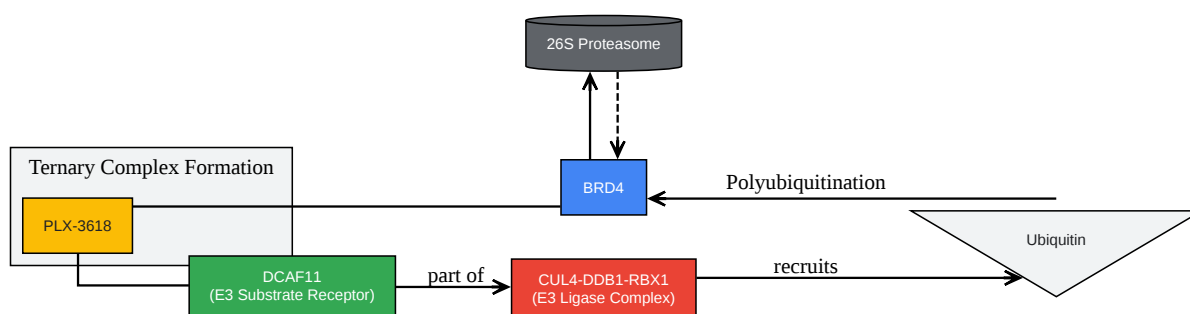 26S Proteasome
Ternary Complex Formation
BRD4
Polyubiquitination
PLX-3618
Ubiquitin
DCAF11
(E3 Substrate Receptor)
part of
CUL4-DDB1-RBX1
(E3 Ligase Complex)
recruits